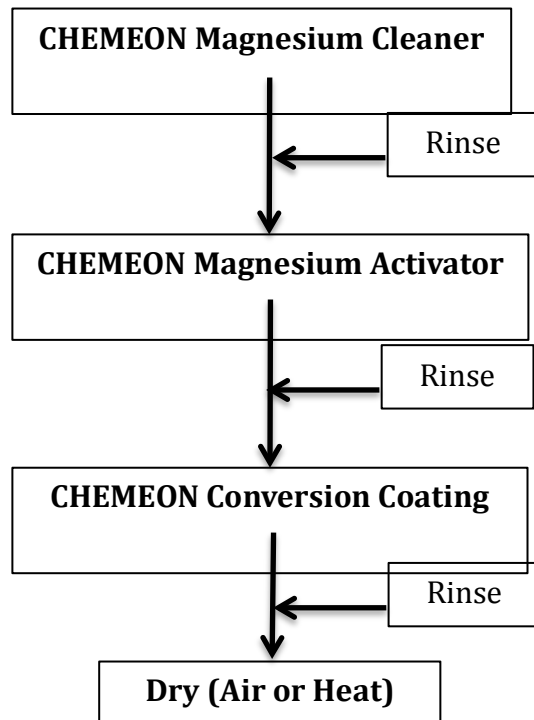 CHEMEON Magnesium Cleaner
Rinse
CHEMEON Magnesium Activator
Rinse
CHEMEON Conversion Coating
Rinse
Dry (Air or Heat)